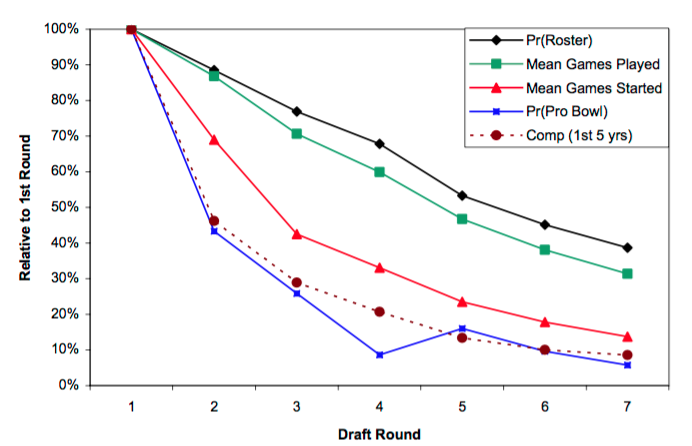 100%
90%
80%
70%
60%
50%
40%
30%
20%
10%
0%
Relative to 1st Round
Pr(Roster)
Mean Games Played
Mean Games Started
Pr(Pro Bowl)
Comp (1st 5 yrs)
1 2 3 4 5 6 7
Draft Round